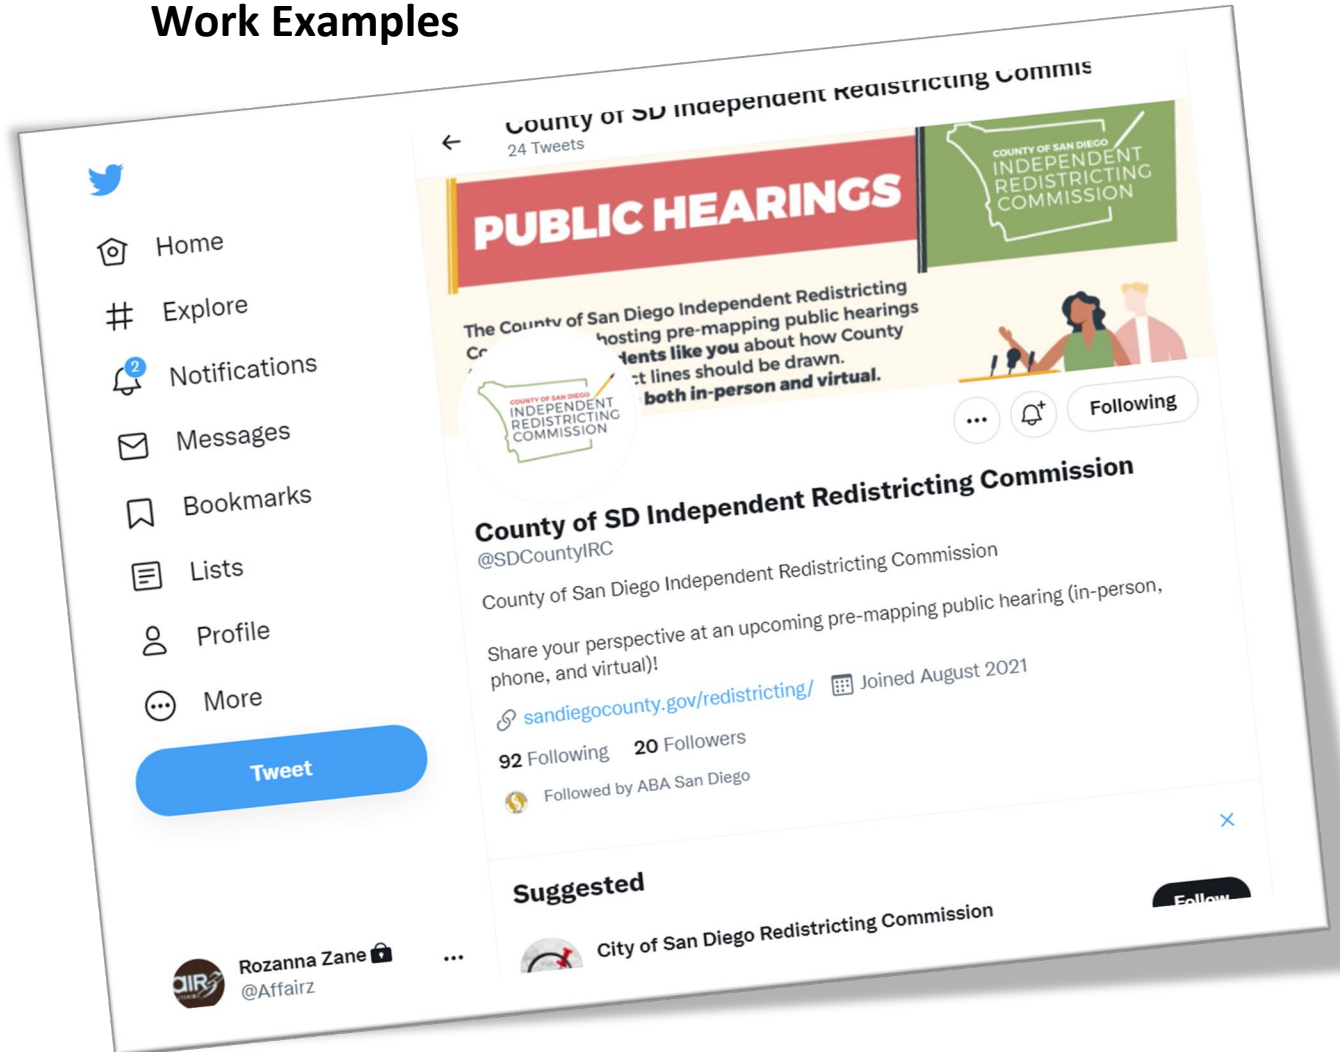 Work Examples
County of SD Independent Redistricting Commis
24 Tweets
Home
Explore
2
Notifications
Messages
Bookmarks
Lists
Profile
More
Tweet
Rozanna Zane
@Affairz
PUBLIC HEARINGS
COUNTY OF SAN DIEGO
INDEPENDENT
REDISTRICTING
COMMISSION
The County of San Diego Independent Redistricting
Co hosting pre-mapping public hearings
dents like you about how County
ct lines should be drawn.
both in-person and virtual.
COUNTY OF SAN DIEGO
INDEPENDENT
REDISTRICTING
COMMISSION
Following
County of SD Independent Redistricting Commission
@SDCountyIRC
County of San Diego Independent Redistricting Commission
Share your perspective at an upcoming pre-mapping public hearing (in-person,
phone, and virtual)!
sandiegocounty.gov/redistricting/ Joined August 2021
92 Following 20 Followers
Followed by ABA San Diego
Suggested
City of San Diego Redistricting Commission
Follow